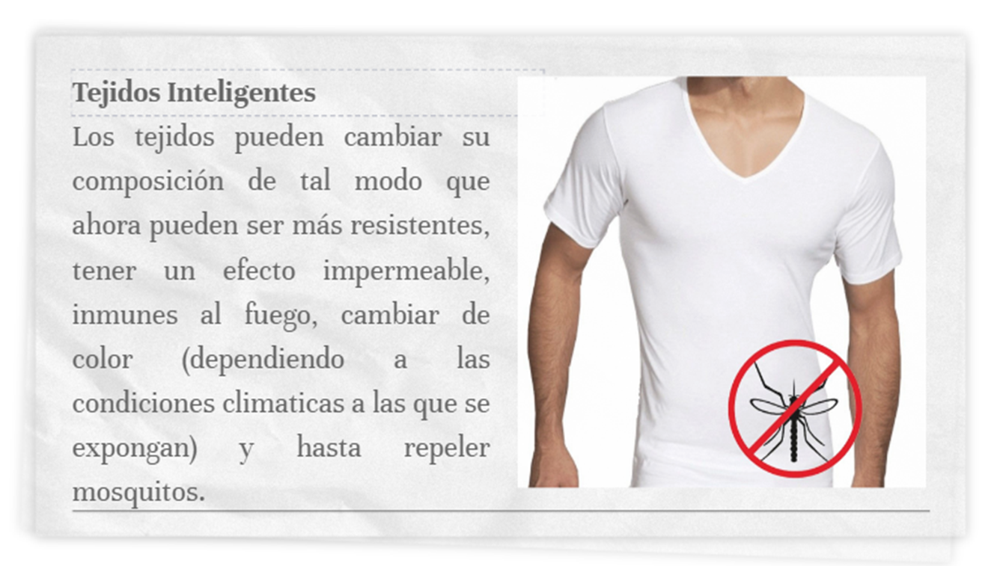 Tejidos Inteligentes
Los tejidos pueden cambiar su
composición de tal modo que
ahora pueden ser más resistentes,
tener un efecto impermeable,
inmunes al fuego, cambiar de
color (dependiendo a las
condiciones climaticas a las que se
expongan) y hasta repeler
mosquitos.